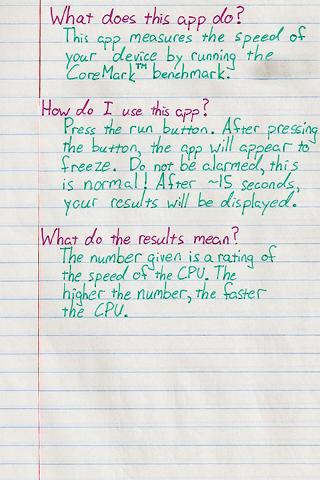 What does this app do?
This app measures the speed of
your device by running the
CoreMark™ benchmark.
How do I use this app?
Press the run button. After pressing
the button, the app will appear to
freeze. Do not be alarmed, this
is normal! After ~15 seconds,
your results will be displayed.
What do the results mean?
The number given is a rating of
the speed of the CPU. The
higher the number, the faster
the CPU.